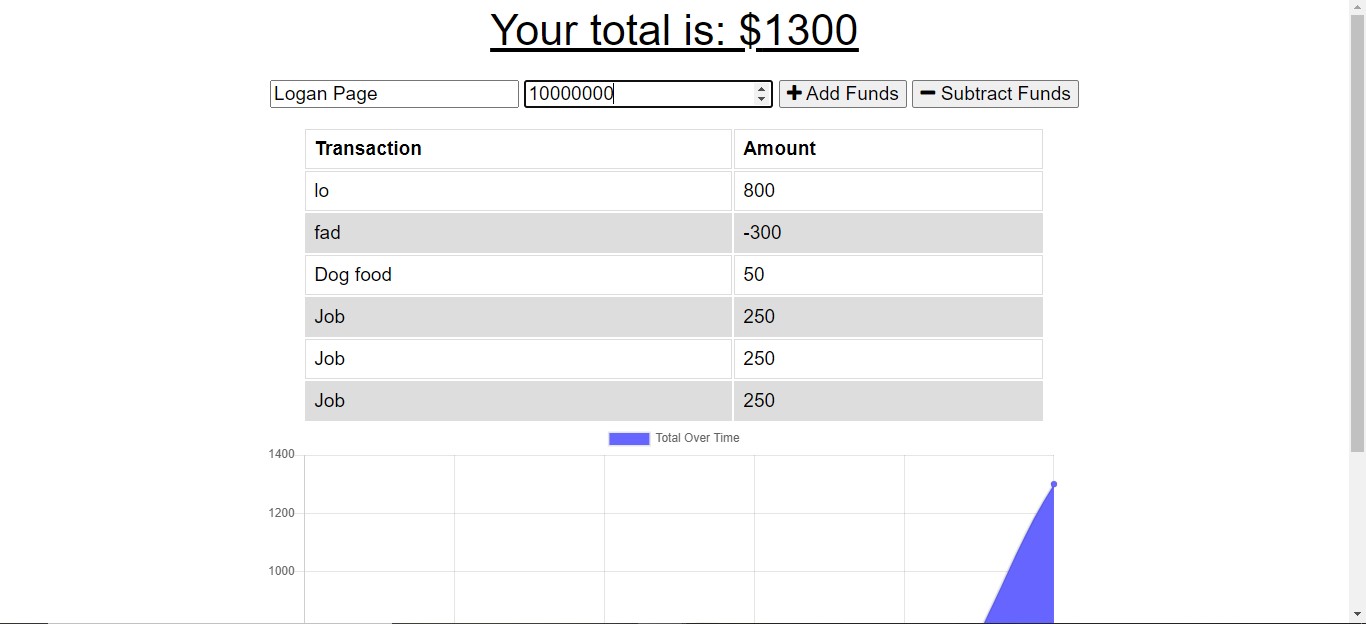 Your total is: $1300
Logan Page 10000000 Add Funds Subtract Funds
Transaction Amount
lo 800
fad -300
Dog food 50
Job 250
Job 250
Job 250
Total Over Time
1400
1200
1000